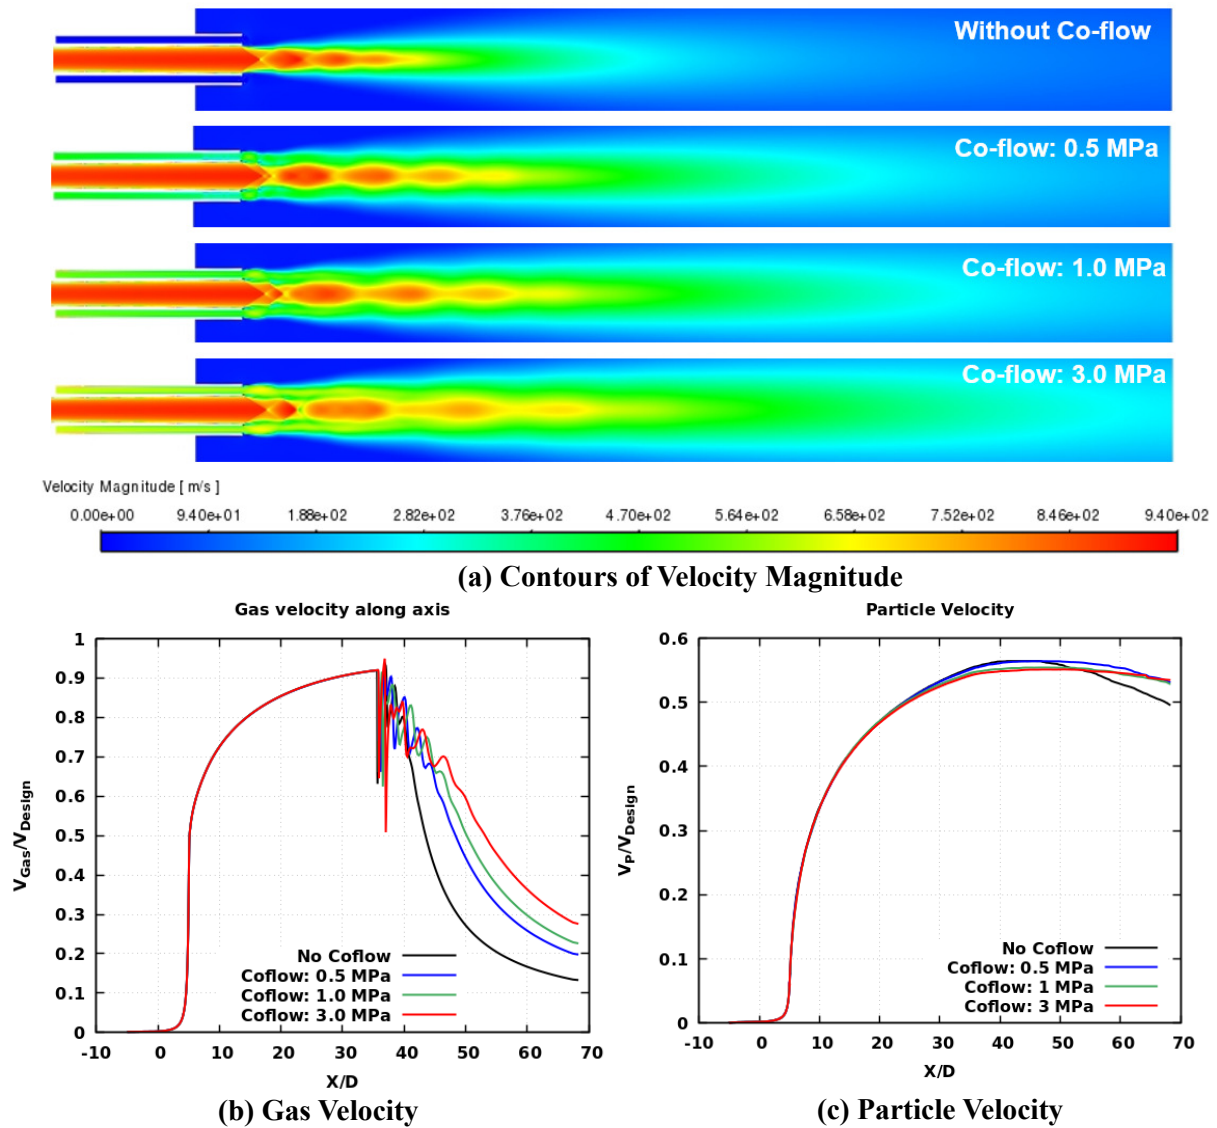 Without Co-flow
Co-flow: 0.5 MPa
Co-flow: 1.0 MPa
Co-flow: 3.0 MPa
Velocity Magnitude [ m/s ]
0.00e+00 9.40e+01 1.88e+02 2.82e+02 3.76e+02 4.70e+02 5.64e+02 6.58e+02 7.52e+02 8.46e+02 9.40e+02
(a) Contours of Velocity Magnitude
Gas velocity along axis
1
0.9
0.8
0.7
0.6
0.5
0.4
0.3
0.2
0.1
0
VGas/VDesign
No Coflow
Coflow: 0.5 MPa
Coflow: 1.0 MPa
Coflow: 3.0 MPa
-10 0 10 20 30 40 50 60 70
X/D
(b) Gas Velocity
Particle Velocity
0.6
0.5
0.4
0.3
0.2
0.1
0
VP/VDesign
No Coflow
Coflow: 0.5 MPa
Coflow: 1 MPa
Coflow: 3 MPa
-10 0 10 20 30 40 50 60 70
X/D
(c) Particle Velocity